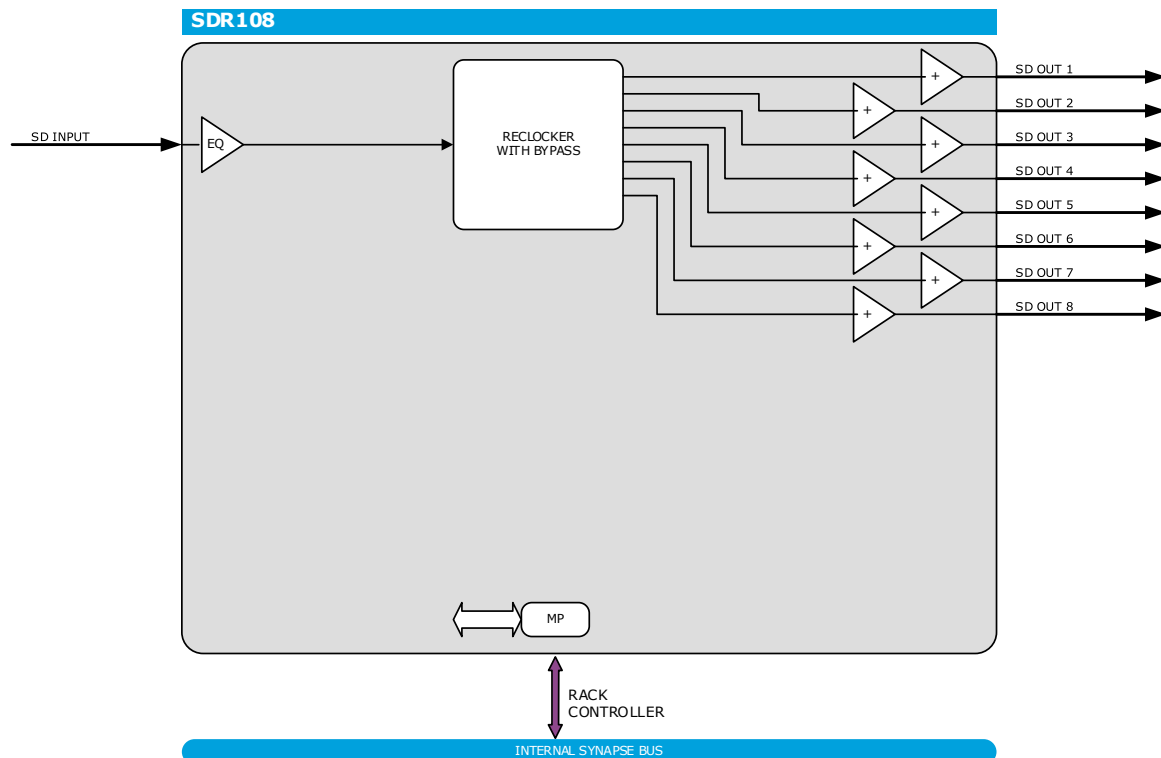 SDR108
SD INPUT
EQ
RECLOCKER
WITH BYPASS
+
SD OUT 1
+
SD OUT 2
+
SD OUT 3
+
SD OUT 4
+
SD OUT 5
+
SD OUT 6
+
SD OUT 7
+
SD OUT 8
MP
RACK
CONTROLLER
INTERNAL SYNAPSE BUS